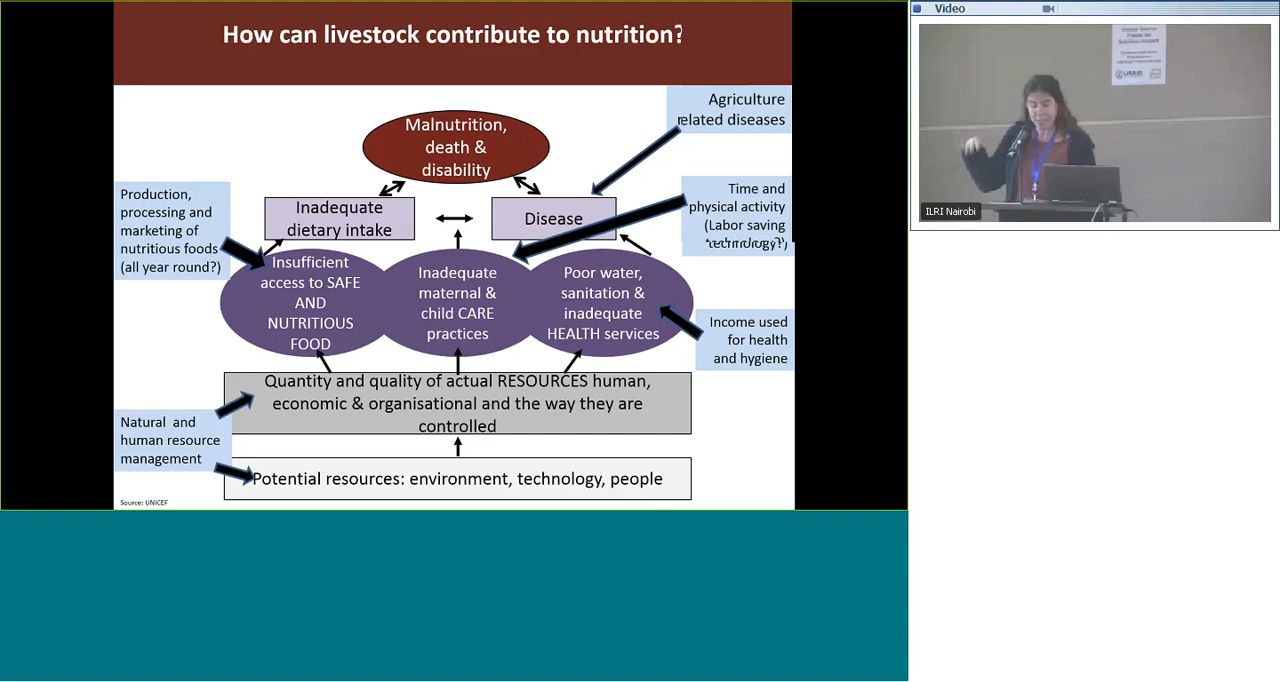 How can livestock contribute to nutrition?
Agriculture
related diseases
Malnutrition,
death &
disability
Production,
processing and
marketing of
nutritious foods
(all year round?)
Inadequate
dietary intake
Disease
Time and
physical activity
(Labor saving
technology?)
Insufficient
access to SAFE
AND
NUTRITIOUS
FOOD
Inadequate
maternal &
child CARE
practices
Poor water,
sanitation &
inadequate
HEALTH services
Income used
for health
and hygiene
Quantity and quality of actual RESOURCES human,
economic & organisational and the way they are
controlled
Natural and
human resource
management
Potential resources: environment, technology, people
Source: UNICEF
Video
USAID
ILRI Nairobi